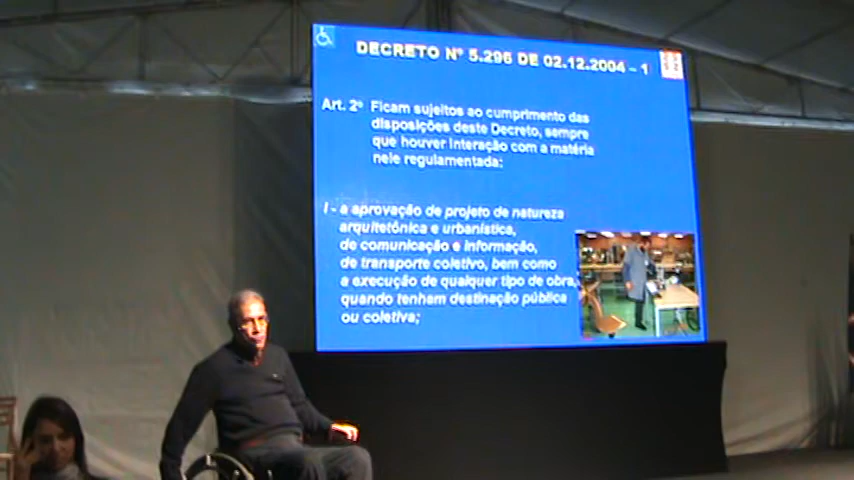 DECRETO Nº 5.296 DE 02.12.2004 – 1
Art. 2º Ficam sujeitos ao cumprimento das
disposições deste Decreto, sempre
que houver interação com a matéria
nele regulamentada:
I - a aprovação de projeto de natureza
arquitetônica e urbanística,
de comunicação e informação,
de transporte coletivo, bem como
a execução de qualquer tipo de obra,
quando tenham destinação pública
ou coletiva;